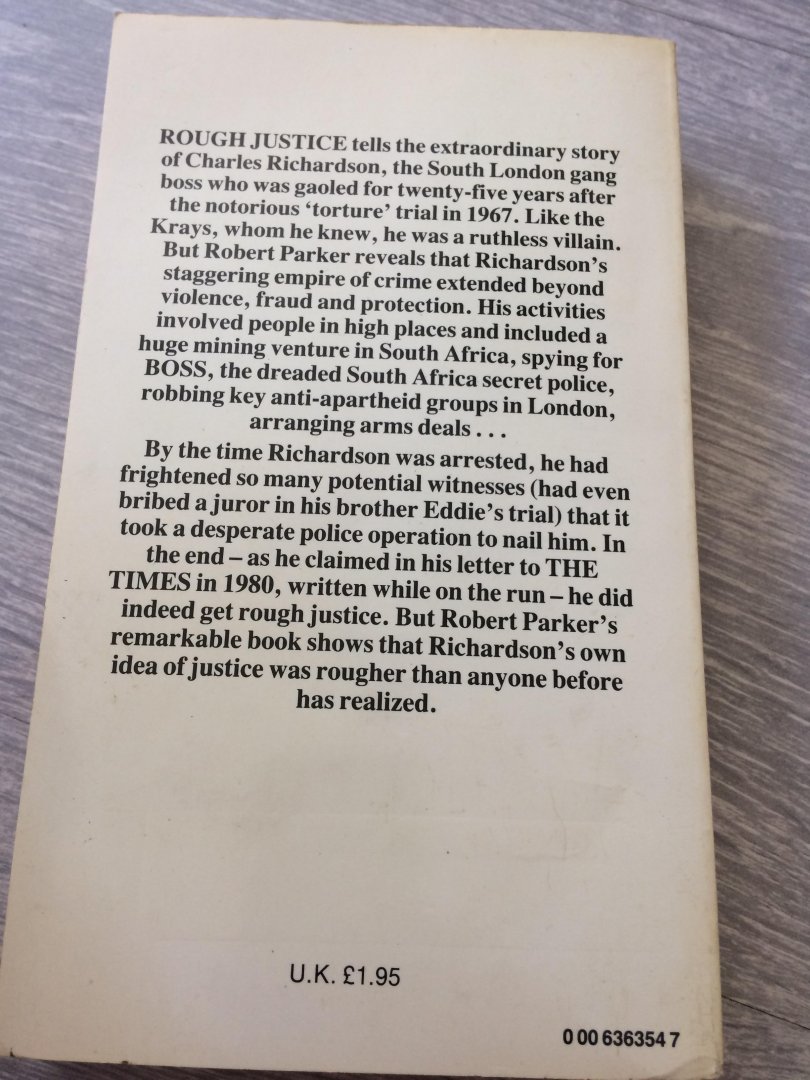 ROUGH JUSTICE tells the extraordinary story
of Charles Richardson, the South London gang
boss who was gaoled for twenty-five years after
the notorious ‘torture’ trial in 1967. Like the
Krays, whom he knew, he was a ruthless villain.
But Robert Parker reveals that Richardson’s
staggering empire of crime extended beyond
violence, fraud and protection. His activities
involved people in high places and included a
huge mining venture in South Africa, spying for
BOSS, the dreaded South Africa secret police,
robbing key anti-apartheid groups in London,
arranging arms deals . . .
By the time Richardson was arrested, he had
frightened so many potential witnesses (had even
bribed a juror in his brother Eddie’s trial) that it
took a desperate police operation to nail him. In
the end – as he claimed in his letter to THE
TIMES in 1980, written while on the run – he did
indeed get rough justice. But Robert Parker’s
remarkable book shows that Richardson’s own
idea of justice was rougher than anyone before
has realized.
U.K. £1.95
0 00 636354 7